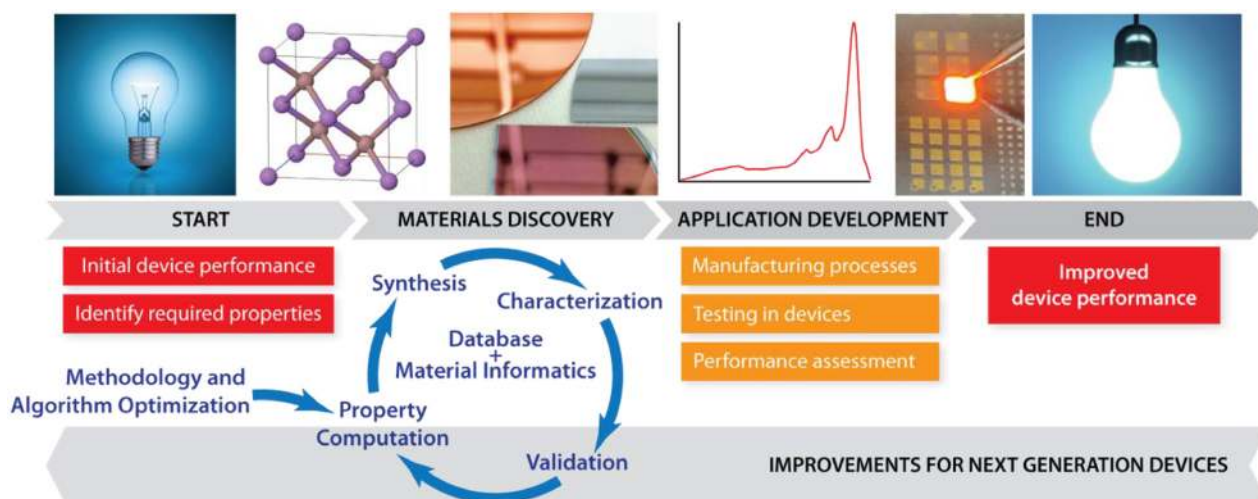 START
MATERIALS DISCOVERY
APPLICATION DEVELOPMENT
END
Initial device performance
Identify required properties
Methodology and
Algorithm Optimization
Synthesis
Characterization
Database
+
Material Informatics
Property
Computation
Validation
Manufacturing processes
Testing in devices
Performance assessment
Improved
device performance
IMPROVEMENTS FOR NEXT GENERATION DEVICES